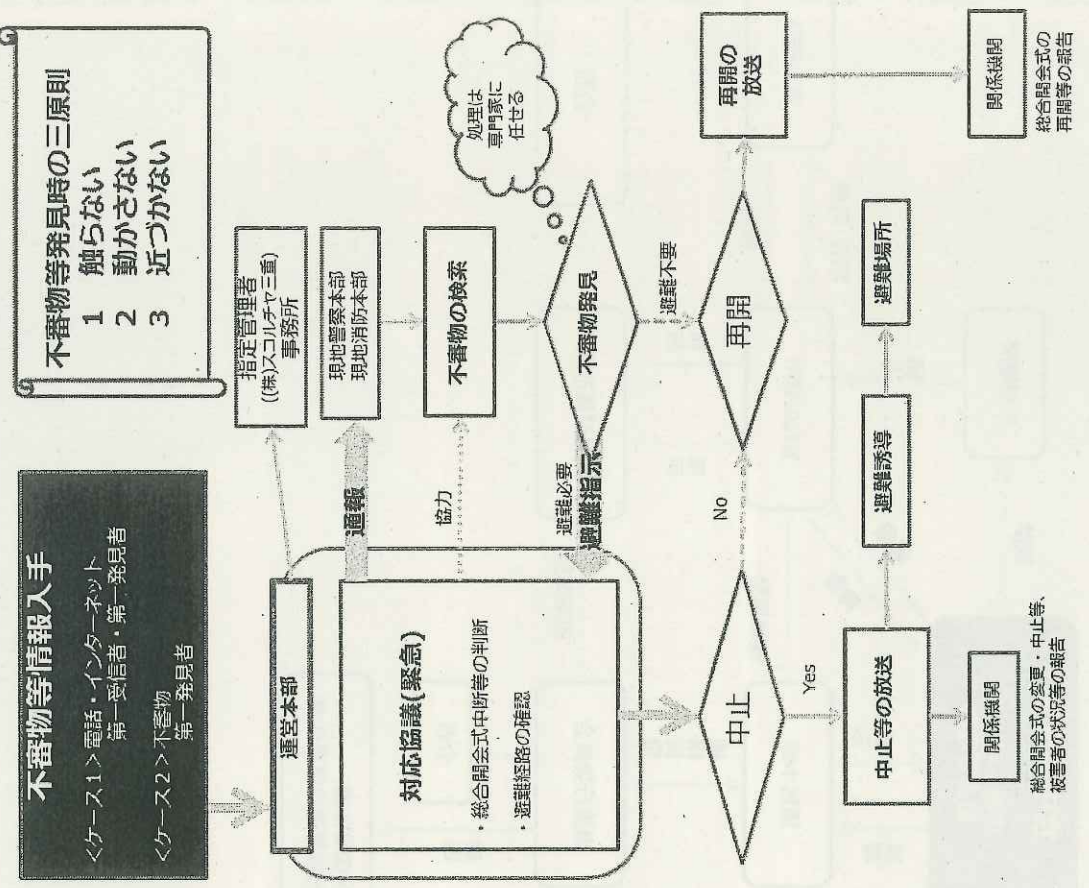 不審物等情報入手
<ケース1>電話・インターネット
第一受信者・第一発見者
<ケース2>不審物
第一発見者
不審物等発見時の三原則
1 触らない
2 動かさない
3 近づかない
運営本部
指定管理者
((株)スコルチャ三重)
事務所
対応協議(緊急)
・総合開会式中断等の判断
・避難経路の確認
通報
現地警察本部
現地消防本部
協力
不審物の検索
処理は
専門家に
任せる
避難必要
避難指示
不審物発見
避難不要
中止
No
再開
再開の
放送
Yes
中止等の放送
避難誘導
避難場所
関係機関
総合開会式の変更・中止等、
被害者の状況等の報告
関係機関
総合開会式の
再開等の報告